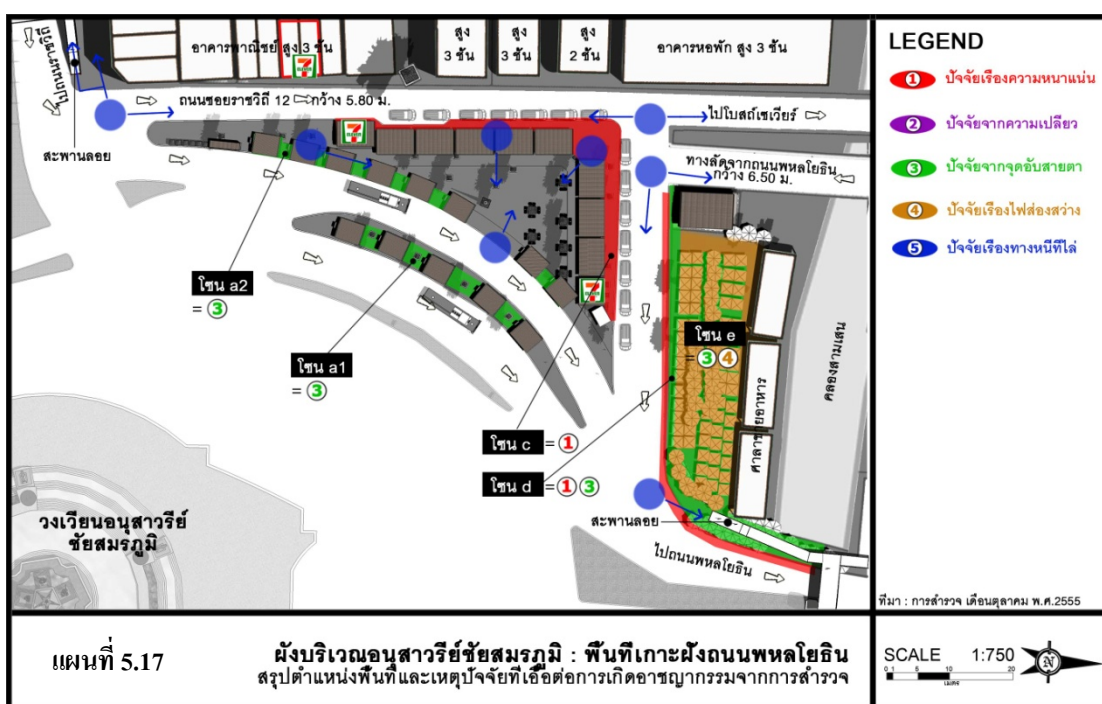 อาคารพาณิชย์ สูง 3 ชั้น
สูง
3 ชั้น
สูง
3 ชั้น
สูง
2 ชั้น
อาคารหอพัก สูง 3 ชั้น
7
ELEVEN
ถนนซอยราชวิถี 12
กว้าง 5.80 ม.
ไปโบสถ์เซเวียร์
สะพานลอย
7
ELEVEN
ทางลัดจากถนนพหลโยธิน
กว้าง 6.50 ม.
โซน a2
= 3
7
ELEVEN
โซน e
= 3 4
โซน a1
= 3
คลองสามเสน
ศาลาขายอาหาร
โซน c = 1
โซน d = 1 3
สะพานลอย
วงเวียนอนุสาวรีย์
ชัยสมรภูมิ
ไปถนนพหลโยธิน
LEGEND
1 ปัจจัยเรื่องความหนาแน่น
2 ปัจจัยจากความเปลี่ยว
3 ปัจจัยจากจุดอับสายตา
4 ปัจจัยเรื่องไฟส่องสว่าง
5 ปัจจัยเรื่องทางหนีทีไล่
ที่มา : การสำรวจ เดือนตุลาคม พ.ศ.2555
แผนที่ 5.17
ผังบริเวณอนุสาวรีย์ชัยสมรภูมิ : พื้นที่เกาะฝั่งถนนพหลโยธิน
สรุปตำแหน่งพื้นที่และเหตุปัจจัยที่เอื้อต่อการเกิดอาชญากรรมจากการสำรวจ
SCALE 1:750
0 1 5 10 20
เมตร
N